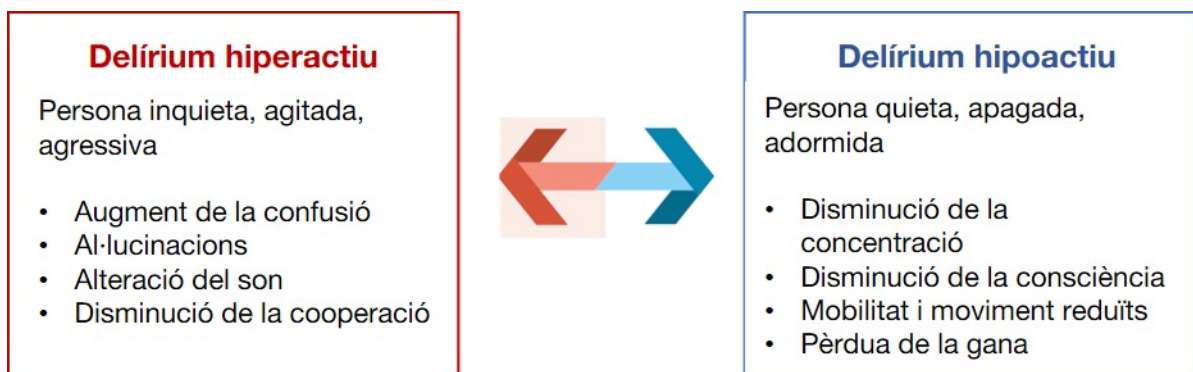 Delírium hiperactiu
Persona inquieta, agitada,
agressiva
• Augment de la confusió
• Al·lucinacions
• Alteració del son
• Disminució de la cooperació
Delírium hipoactiu
Persona quieta, apagada,
adormida
• Disminució de la
concentració
• Disminució de la consciència
• Mobilitat i moviment reduïts
• Pèrdua de la gana